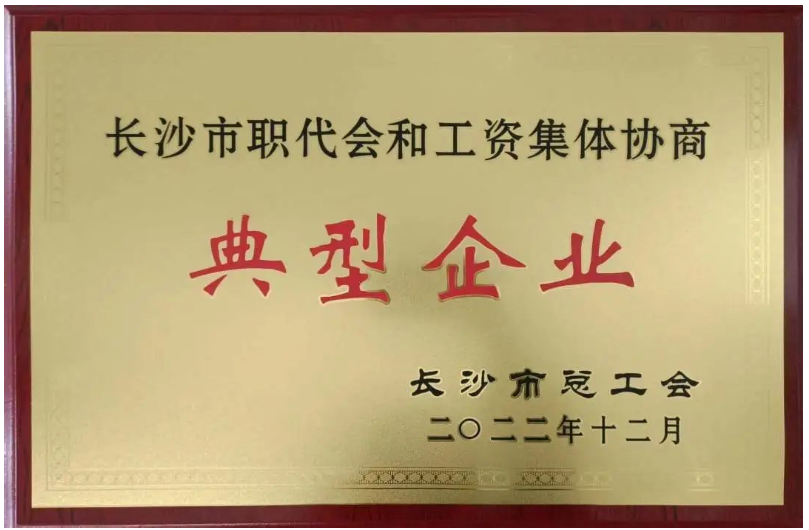 长沙市职代会和工资集体协商
典型企业
长沙市总工会
二〇二二年十二月